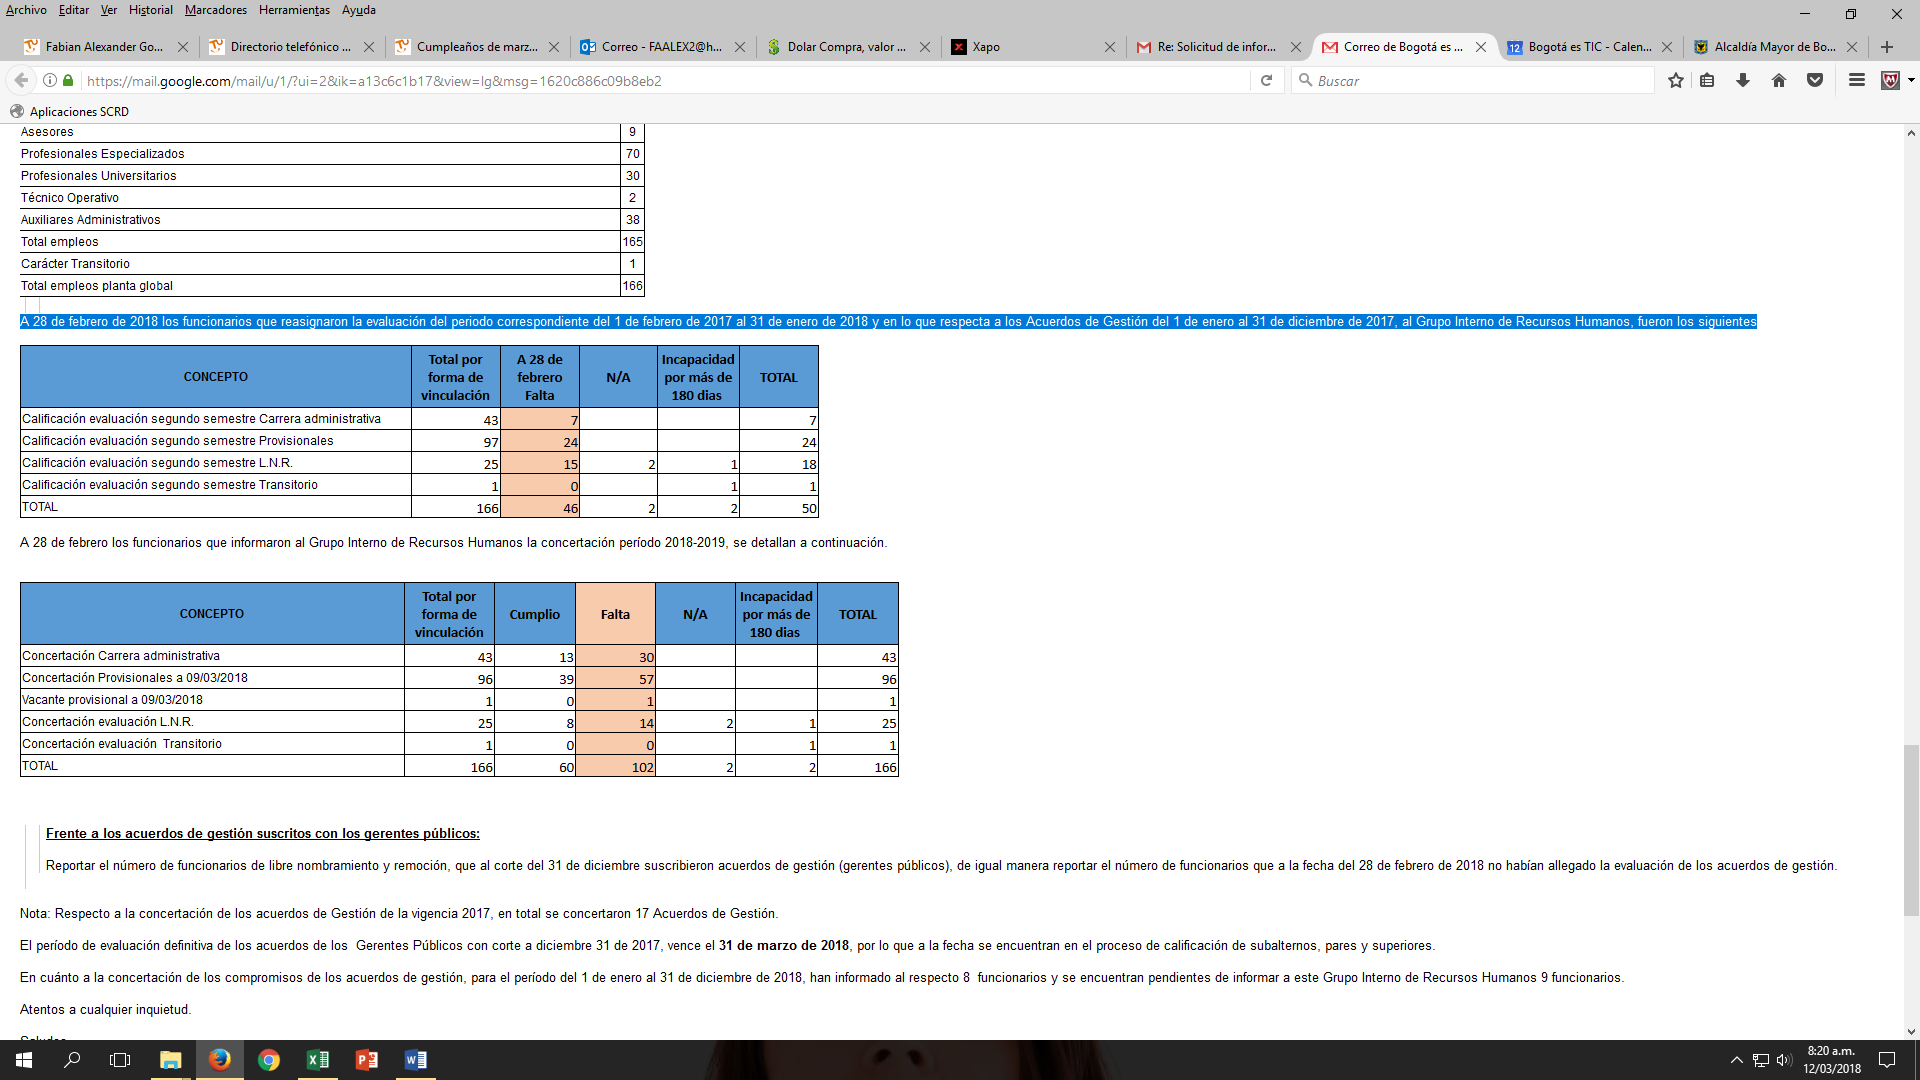 Archivo Editar Ver Historial Marcadores Herramientas Ayuda
Fabian Alexander Go... Directorio telefónico ... Cumpleaños de marz... Correo - FAALEX2@h... Dolar Compra, valor ... Xapo Re: Solicitud de infor... Correo de Bogotá es ... Bogotá es TIC - Calen... Alcaldía Mayor de Bo...
https://mail.google.com/mail/u/1/?ui=2&ik=a13c6c1b17&view=lg&msg=1620c886c09b8eb2 Buscar
Aplicaciones SCRD
Asesores 9
Profesionales Especializados 70
Profesionales Universitarios 30
Técnico Operativo 2
Auxiliares Administrativos 38
Total empleos 165
Carácter Transitorio 1
Total empleos planta global 166
A 28 de febrero de 2018 los funcionarios que reasignaron la evaluación del periodo correspondiente del 1 de febrero de 2017 al 31 de enero de 2018 y en lo que respecta a los Acuerdos de Gestión del 1 de enero al 31 de diciembre de 2017, al Grupo Interno de Recursos Humanos, fueron los siguientes
CONCEPTO Total por forma de vinculación A 28 de febrero Falta N/A Incapacidad por más de 180 dias TOTAL
Calificación evaluación segundo semestre Carrera administrativa 43 7 7
Calificación evaluación segundo semestre Provisionales 97 24 24
Calificación evaluación segundo semestre L.N.R. 25 15 2 1 18
Calificación evaluación segundo semestre Transitorio 1 0 1 1
TOTAL 166 46 2 2 50
A 28 de febrero los funcionarios que informaron al Grupo Interno de Recursos Humanos la concertación período 2018-2019, se detallan a continuación.
CONCEPTO Total por forma de vinculación Cumplio Falta N/A Incapacidad por más de 180 dias TOTAL
Concertación Carrera administrativa 43 13 30 43
Concertación Provisionales a 09/03/2018 96 39 57 96
Vacante provisional a 09/03/2018 1 0 1 1
Concertación evaluación L.N.R. 25 8 14 2 1 25
Concertación evaluación Transitorio 1 0 0 1 1
TOTAL 166 60 102 2 2 166
Frente a los acuerdos de gestión suscritos con los gerentes públicos:
Reportar el número de funcionarios de libre nombramiento y remoción, que al corte del 31 de diciembre suscribieron acuerdos de gestión (gerentes públicos), de igual manera reportar el número de funcionarios que a la fecha del 28 de febrero de 2018 no habían allegado la evaluación de los acuerdos de gestión.
Nota: Respecto a la concertación de los acuerdos de Gestión de la vigencia 2017, en total se concertaron 17 Acuerdos de Gestión.
El período de evaluación definitiva de los acuerdos de los Gerentes Públicos con corte a diciembre 31 de 2017, vence el 31 de marzo de 2018, por lo que a la fecha se encuentran en el proceso de calificación de subalternos, pares y superiores.
En cuánto a la concertación de los compromisos de los acuerdos de gestión, para el período del 1 de enero al 31 de diciembre de 2018, han informado al respecto 8 funcionarios y se encuentran pendientes de informar a este Grupo Interno de Recursos Humanos 9 funcionarios.
Atentos a cualquier inquietud.
8:20 a.m.
12/03/2018